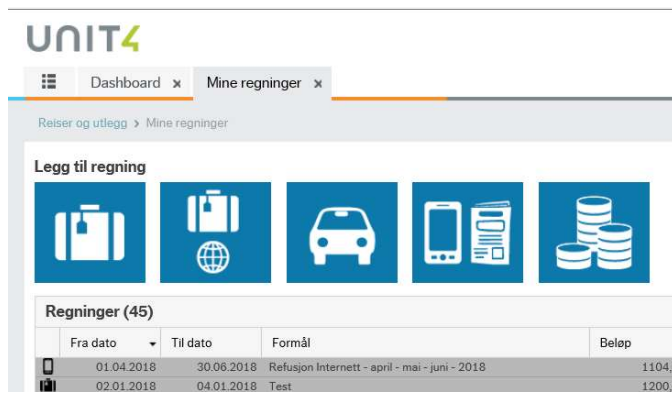 UNIT4
Dashboard x Mine regninger x
Reiser og utlegg > Mine regninger
Legg til regning
Regninger (45)
Fra dato Til dato Formål Beløp
01.04.2018 30.06.2018 Refusjon Internett - april - mai - juni - 2018 1104,
02.01.2018 04.01.2018 Test 1200,